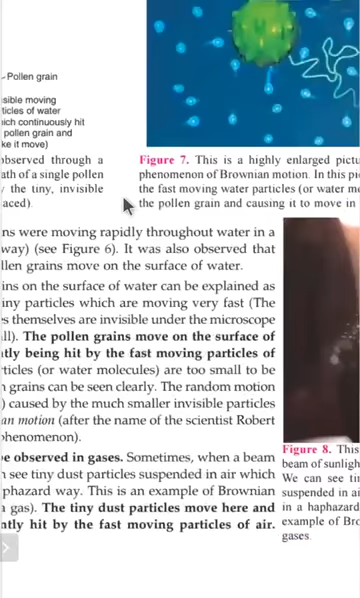 Pollen grain
sible moving
ticles of water
ich continuously hit
pollen grain and
ke it move)
observed through a
ath of a single pollen
the tiny, invisible
aced)
Figure 7. This is a highly enlarged pictu
phenomenon of Brownian motion. In this pi
the fast moving water particles (or water m
the pollen grain and causing it to move in
ns were moving rapidly throughout water in a
way) (see Figure 6). It was also observed that
llen grains move on the surface of water.
ins on the surface of water can be explained as
iny particles which are moving very fast (The
s themselves are invisible under the microscope
ll). The pollen grains move on the surface of
tly being hit by the fast moving particles of
ticles (or water molecules) are too small to be
n grains can be seen clearly. The random motion
) caused by the much smaller invisible particles
an motion (after the name of the scientist Robert
phenomenon).
e observed in gases. Sometimes, when a beam
see tiny dust particles suspended in air which
phazard way. This is an example of Brownian
a gas). The tiny dust particles move here and
ntly hit by the fast moving particles of air.
Figure 8. This
beam of sunligh
We can see ti
suspended in ai
in a haphazard
example of Bro
gases.